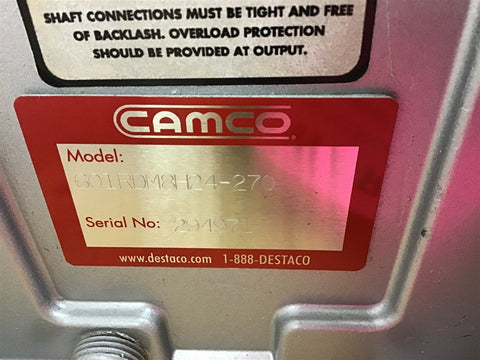 SHAFT CONNECTIONS MUST BE TIGHT AND FREE
OF BACKLASH. OVERLOAD PROTECTION
SHOULD BE PROVIDED AT OUTPUT.
CAMCO®
Model:
601RDM8H24-270
Serial No: 294971
www.destaco.com 1-888-DESTACO